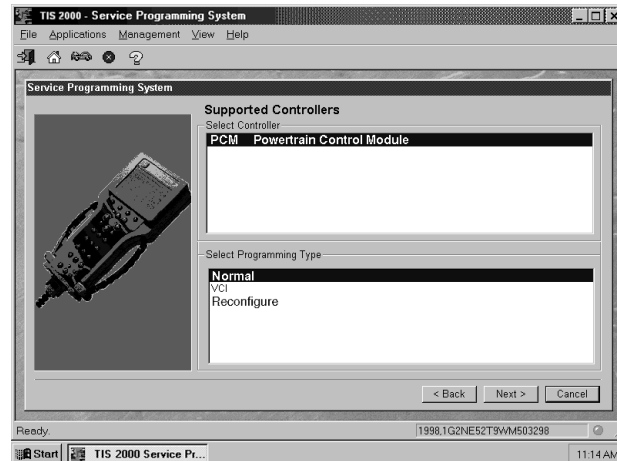 TIS 2000 - Service Programming System
File Applications Management View Help
Service Programming System
Supported Controllers
Select Controller
PCM Powertrain Control Module
Select Programming Type
Normal
VCI
Reconfigure
< Back Next > Cancel
Ready. 1998,1G2NE52T9WM503298
Start TIS 2000 Service Pr... 11:14 AM